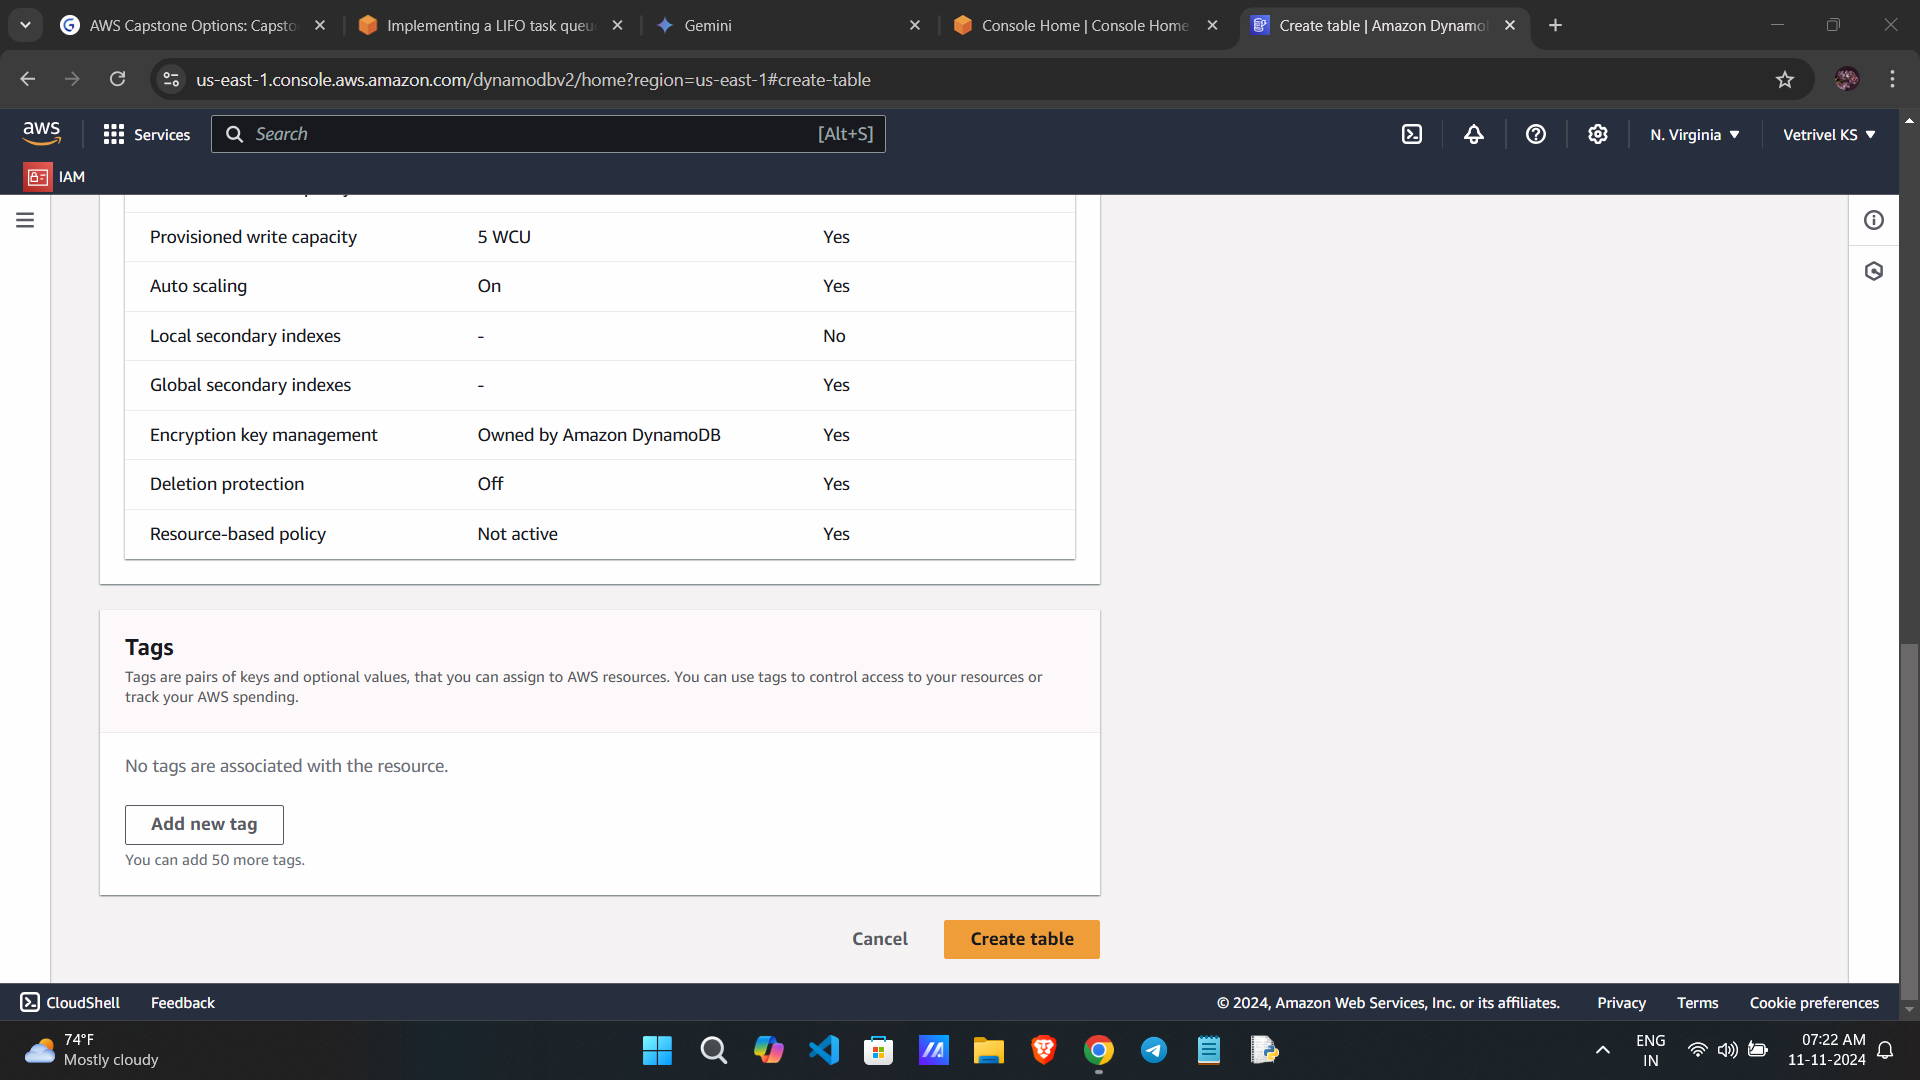 AWS Capstone Options: Capsto
Implementing a LIFO task queu
Gemini
Console Home | Console Home
Create table | Amazon Dynamo
us-east-1.console.aws.amazon.com/dynamodbv2/home?region=us-east-1#create-table
aws
Services
Search
[Alt+S]
N. Virginia
Vetrivel KS
IAM
Provisioned write capacity 5 WCU Yes
Auto scaling On Yes
Local secondary indexes - No
Global secondary indexes - Yes
Encryption key management Owned by Amazon DynamoDB Yes
Deletion protection Off Yes
Resource-based policy Not active Yes
Tags
Tags are pairs of keys and optional values, that you can assign to AWS resources. You can use tags to control access to your resources or
track your AWS spending.
No tags are associated with the resource.
Add new tag
You can add 50 more tags.
Cancel
Create table
CloudShell
Feedback
© 2024, Amazon Web Services, Inc. or its affiliates.
Privacy
Terms
Cookie preferences
74°F
Mostly cloudy
ENG
IN
07:22 AM
11-11-2024